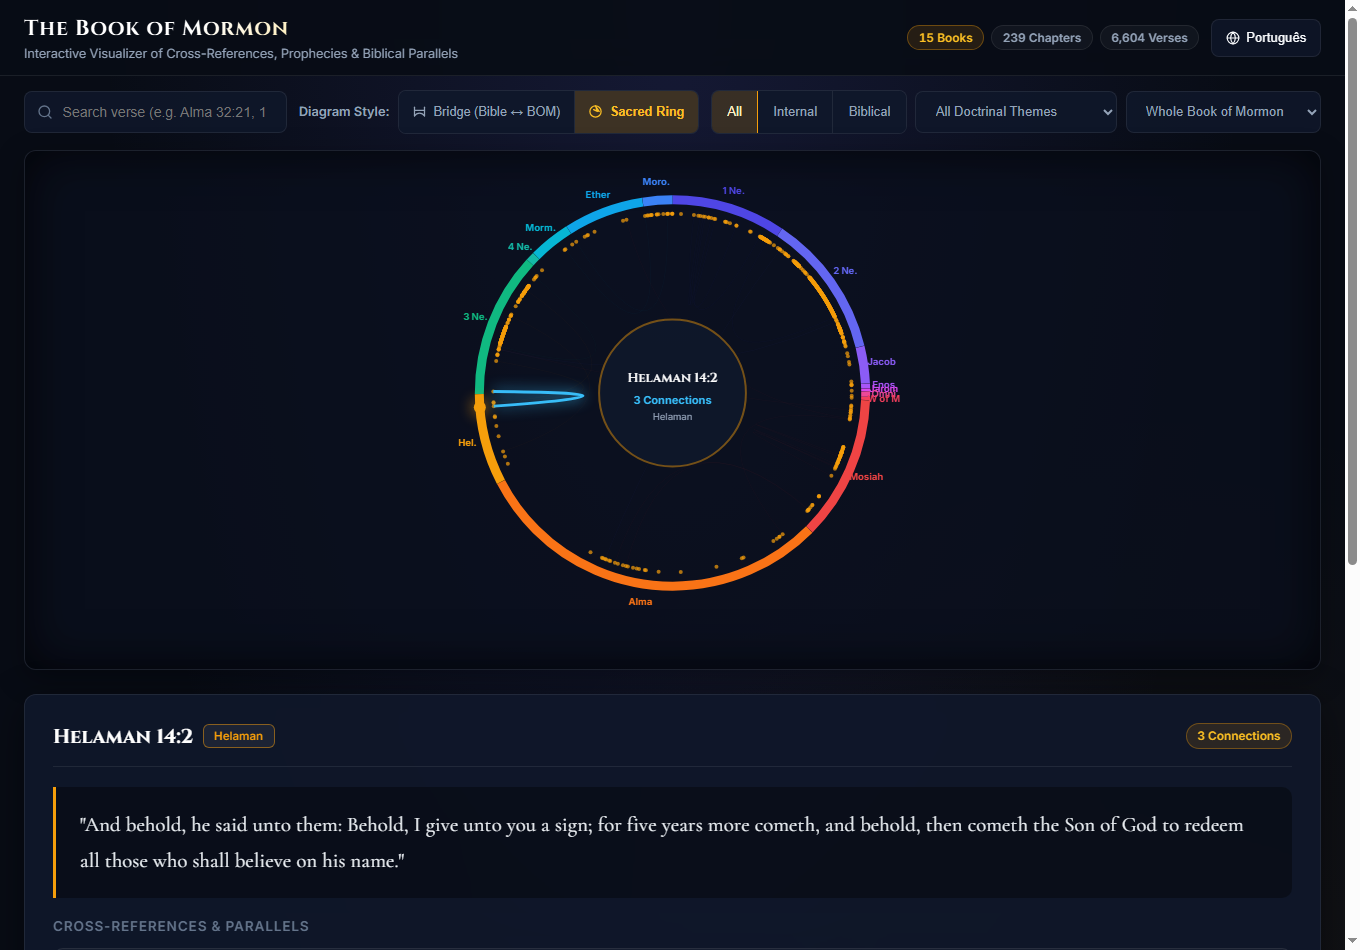 The Book of Mormon
Interactive Visualizer of Cross-References, Prophecies & Biblical Parallels
15 Books
239 Chapters
6,604 Verses
Português
Search verse (e.g. Alma 32:21, 1
Diagram Style:
Bridge (Bible ↔ BOM)
Sacred Ring
All
Internal
Biblical
All Doctrinal Themes
Whole Book of Mormon
Moro.
1 Ne.
Ether
Morm.
4 Ne.
2 Ne.
3 Ne.
Jacob
Enos
W of M
Hel.
Mosiah
Alma
Helaman 14:2
3 Connections
Helaman
Helaman 14:2
Helaman
3 Connections
"And behold, he said unto them: Behold, I give unto you a sign; for five years more cometh, and behold, then cometh the Son of God to redeem
all those who shall believe on his name."
CROSS-REFERENCES & PARALLELS